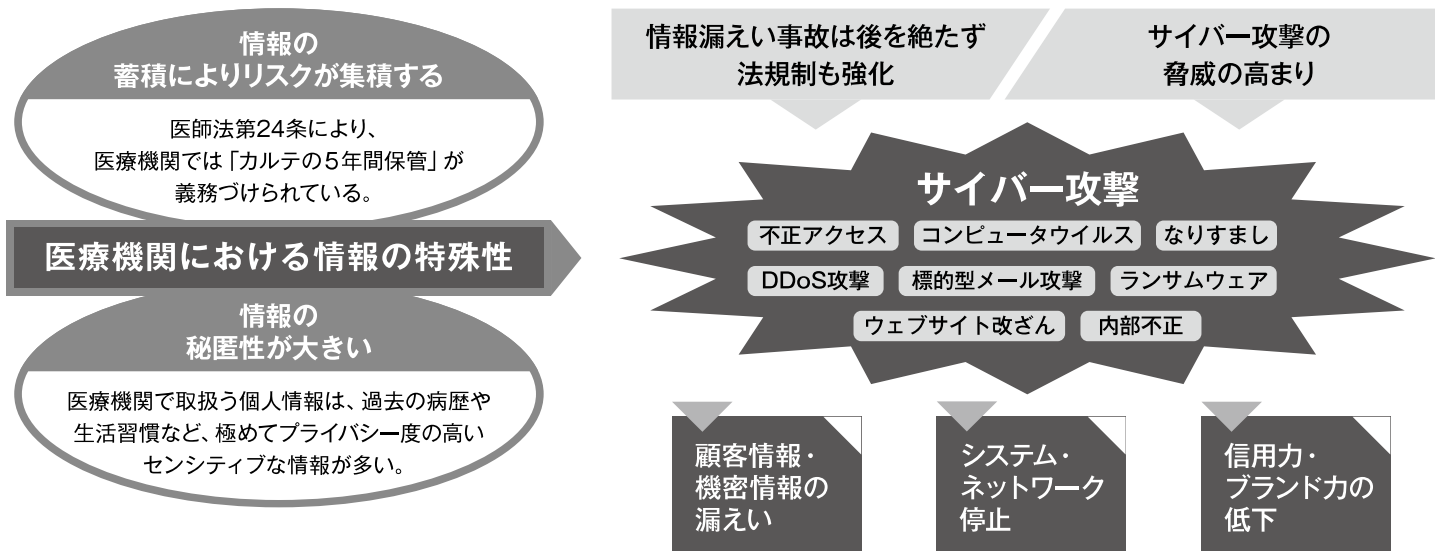 情報の
蓄積によりリスクが集積する
医師法第24条により、
医療機関では「カルテの5年間保管」が
義務づけられている。
医療機関における情報の特殊性
情報の
秘匿性が大きい
医療機関で取扱う個人情報は、過去の病歴や
生活習慣など、極めてプライバシー度の高い
センシティブな情報が多い。
情報漏えい事故は後を絶たず
法規制も強化
サイバー攻撃の
脅威の高まり
サイバー攻撃
不正アクセス
コンピュータウイルス
なりすまし
DDoS攻撃
標的型メール攻撃
ランサムウェア
ウェブサイト改ざん
内部不正
顧客情報・
機密情報の
漏えい
システム・
ネットワーク
停止
信用力・
ブランド力の
低下